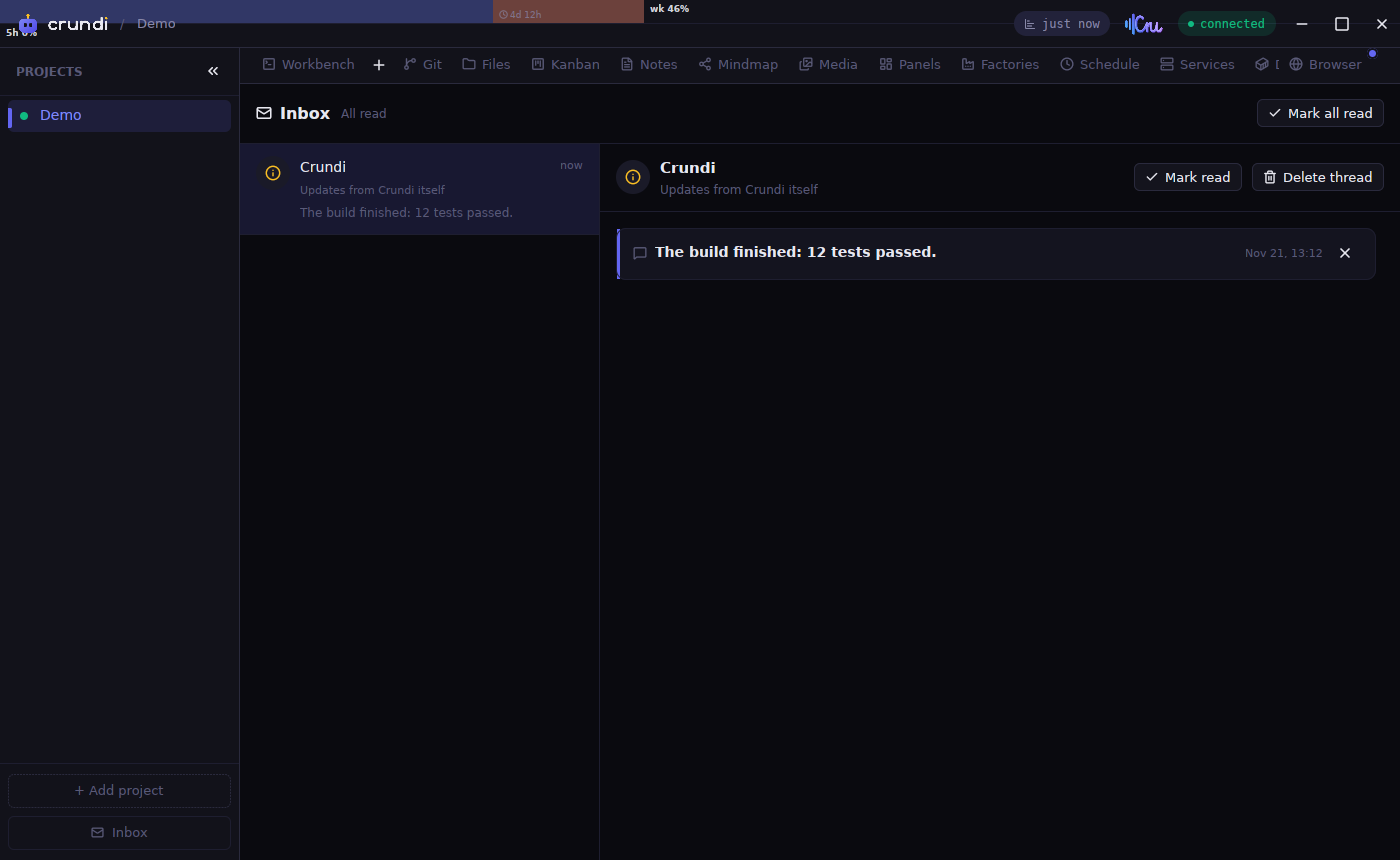 4d 12h
wk 46%
crundi / Demo
just now
Cru
connected
PROJECTS
Workbench
Git
Files
Kanban
Notes
Mindmap
Media
Panels
Factories
Schedule
Services
Browser
Demo
Inbox All read
Mark all read
Crundi now
Updates from Crundi itself
The build finished: 12 tests passed.
Crundi
Updates from Crundi itself
Mark read
Delete thread
The build finished: 12 tests passed. Nov 21, 13:12
+ Add project
Inbox